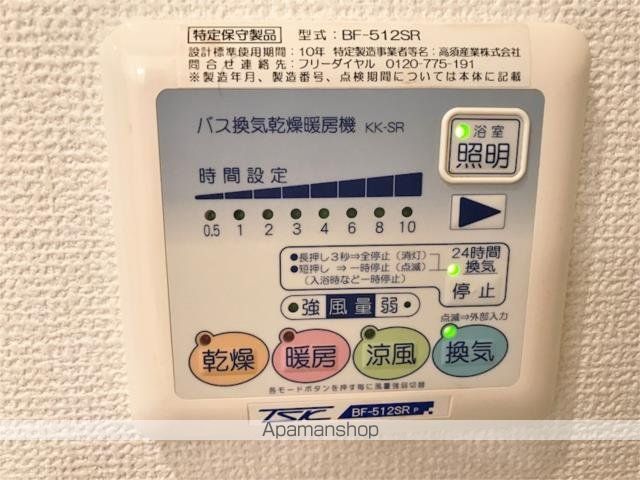 特定保守製品 型式：BF-512SR
設計標準使用期間：10年 特定製造事業者等名：高須産業株式会社
問合せ連絡先：フリーダイヤル 0120-775-191
※製造年月、製造番号、点検期間については本体に記載
バス換気乾燥暖房機 KK-SR
浴室
照明
時間設定
0.5 1 2 3 4 6 8 10
●長押し3秒⇒全停止（消灯）
●短押し ⇒一時停止（点滅）
（入浴時など一時停止）
24時間
換気
停止
強 風量 弱
点滅⇒外部入力
乾燥 暖房 涼風 換気
各モードボタンを押す毎に風量強弱切替
TSK BF-512SR P
Apamanshop